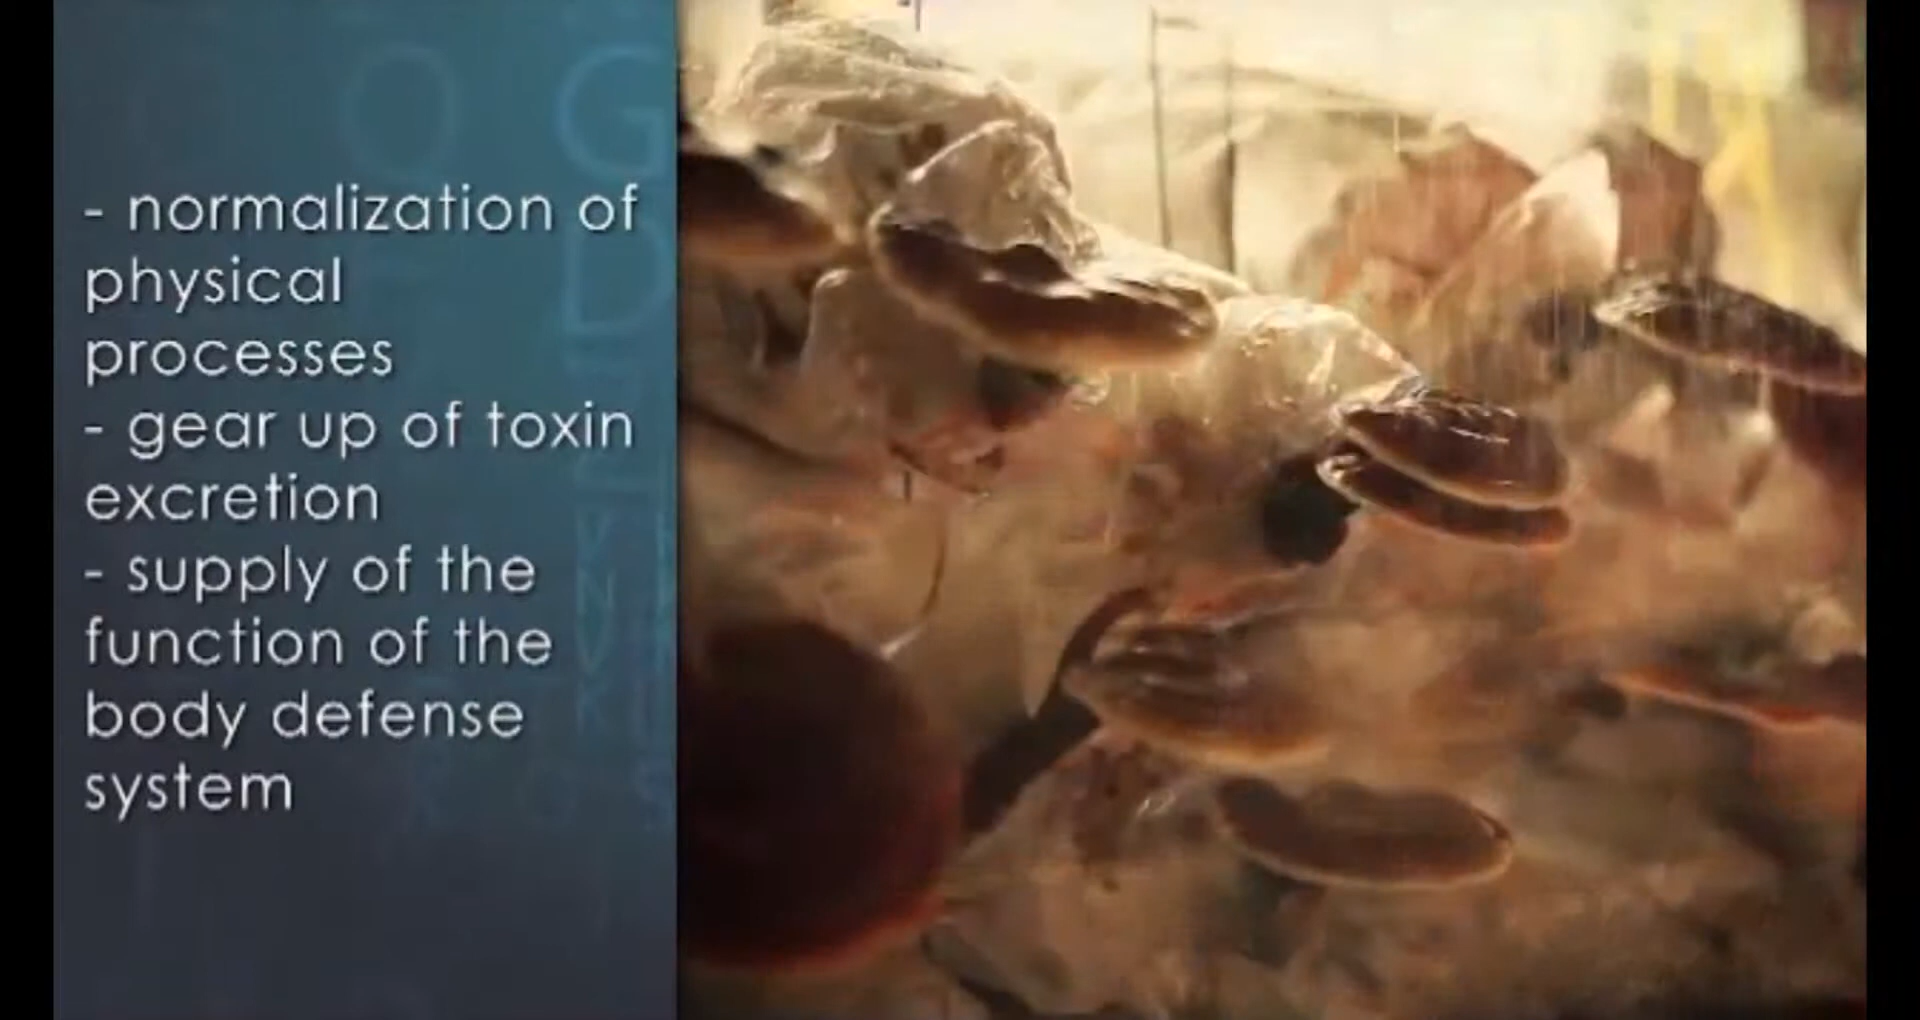 - normalization of
physical
processes
- gear up of toxin
excretion
- supply of the
function of the
body defense
system